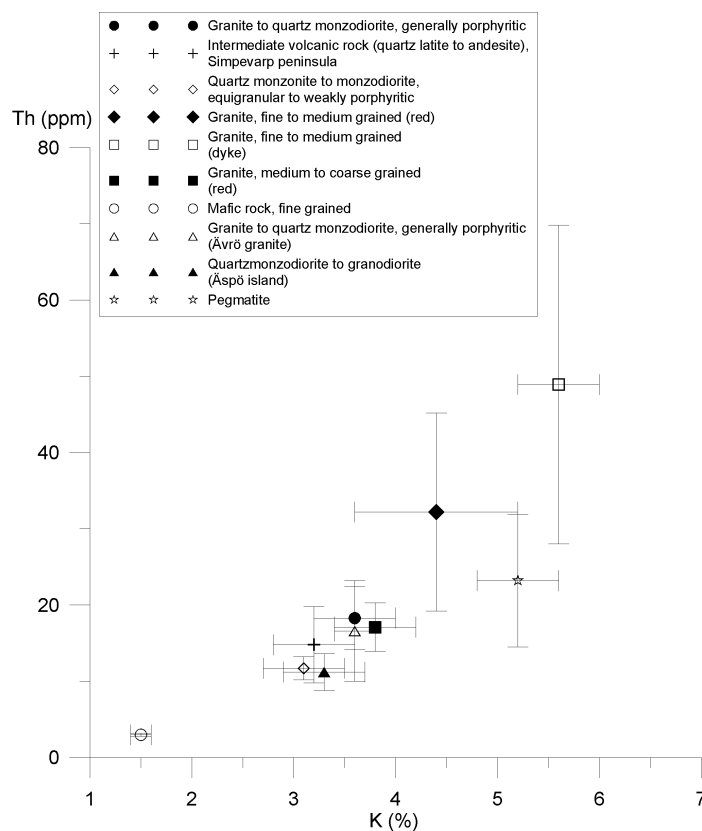 Granite to quartz monzodiorite, generally porphyritic
Intermediate volcanic rock (quartz latite to andesite),
Simpevarp peninsula
Quartz monzonite to monzodiorite,
equigranular to weakly porphyritic
Granite, fine to medium grained (red)
Granite, fine to medium grained
(dyke)
Granite, medium to coarse grained
(red)
Mafic rock, fine grained
Granite to quartz monzodiorite, generally porphyritic
(Ävrö granite)
Quartzmonzodiorite to granodiorite
(Äspö island)
Pegmatite
Th (ppm)
80
60
40
20
0
1 2 3 4 5 6 7
K (%)